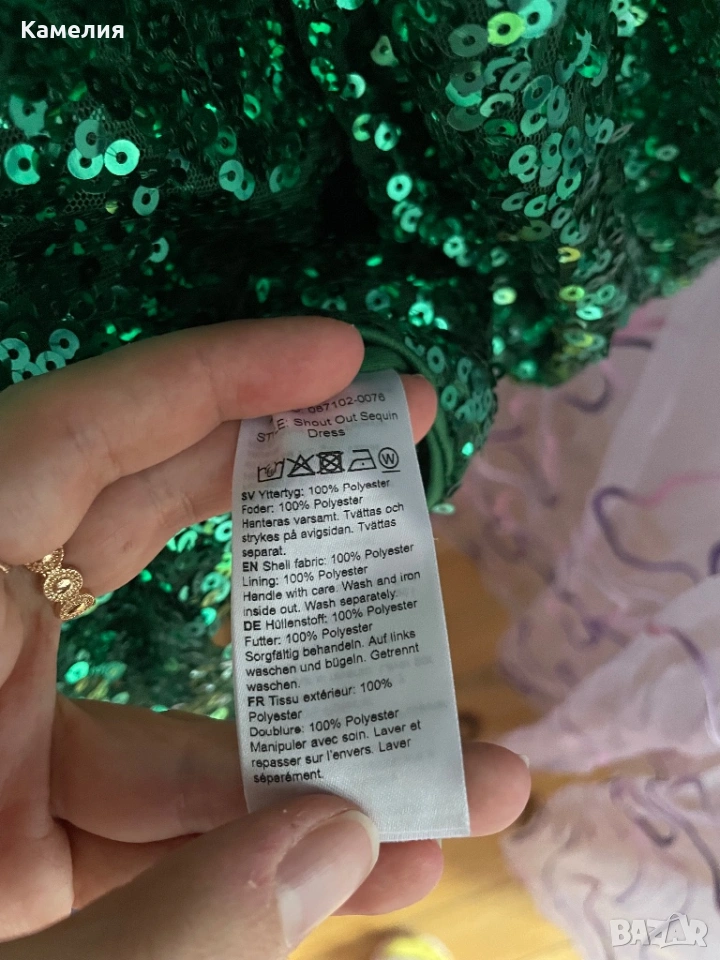 Камелия
087102-0076
STYLE: Shout Out Sequin
Dress
W
SV Yttertyg: 100% Polyester
Foder: 100% Polyester
Hanteras varsamt. Tvättas och
strykes på avigsidan. Tvättas
separat.
EN Shell fabric: 100% Polyester
Lining: 100% Polyester
Handle with care. Wash and iron
inside out. Wash separately.
DE Hüllenstoff: 100% Polyester
Futter: 100% Polyester
Sorgfältig behandeln. Auf links
waschen und bügeln. Getrennt
waschen.
FR Tissu extérieur: 100%
Polyester
Doublure: 100% Polyester
Manipuler avec soin. Laver et
repasser sur l'envers. Laver
séparément.
BAZAR